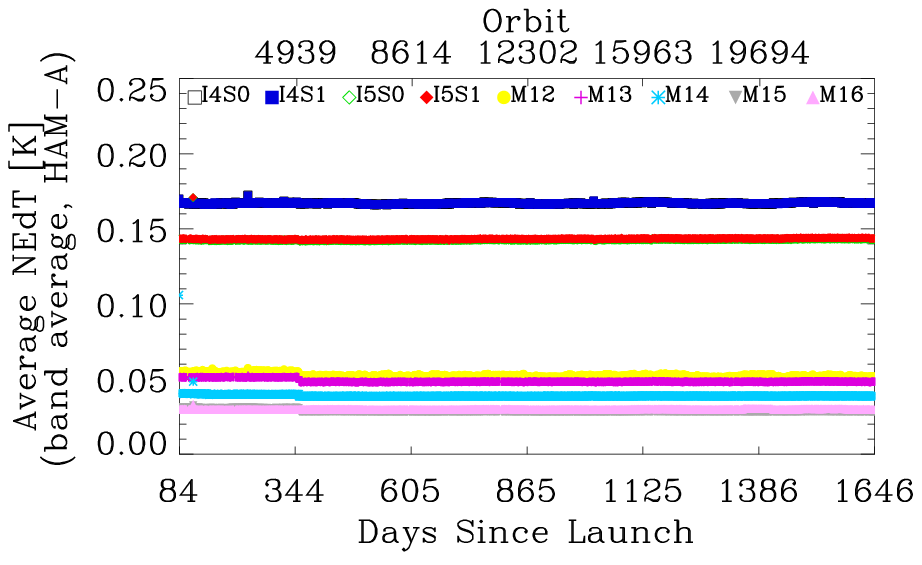 Orbit
4939 8614 12302 15963 19694
I4S0 I4S1 I5S0 I5S1 M12 M13 M14 M15 M16
0.25
0.20
0.15
0.10
0.05
0.00
Average NEdT [K]
(band average, HAM-A)
84 344 605 865 1125 1386 1646
Days Since Launch